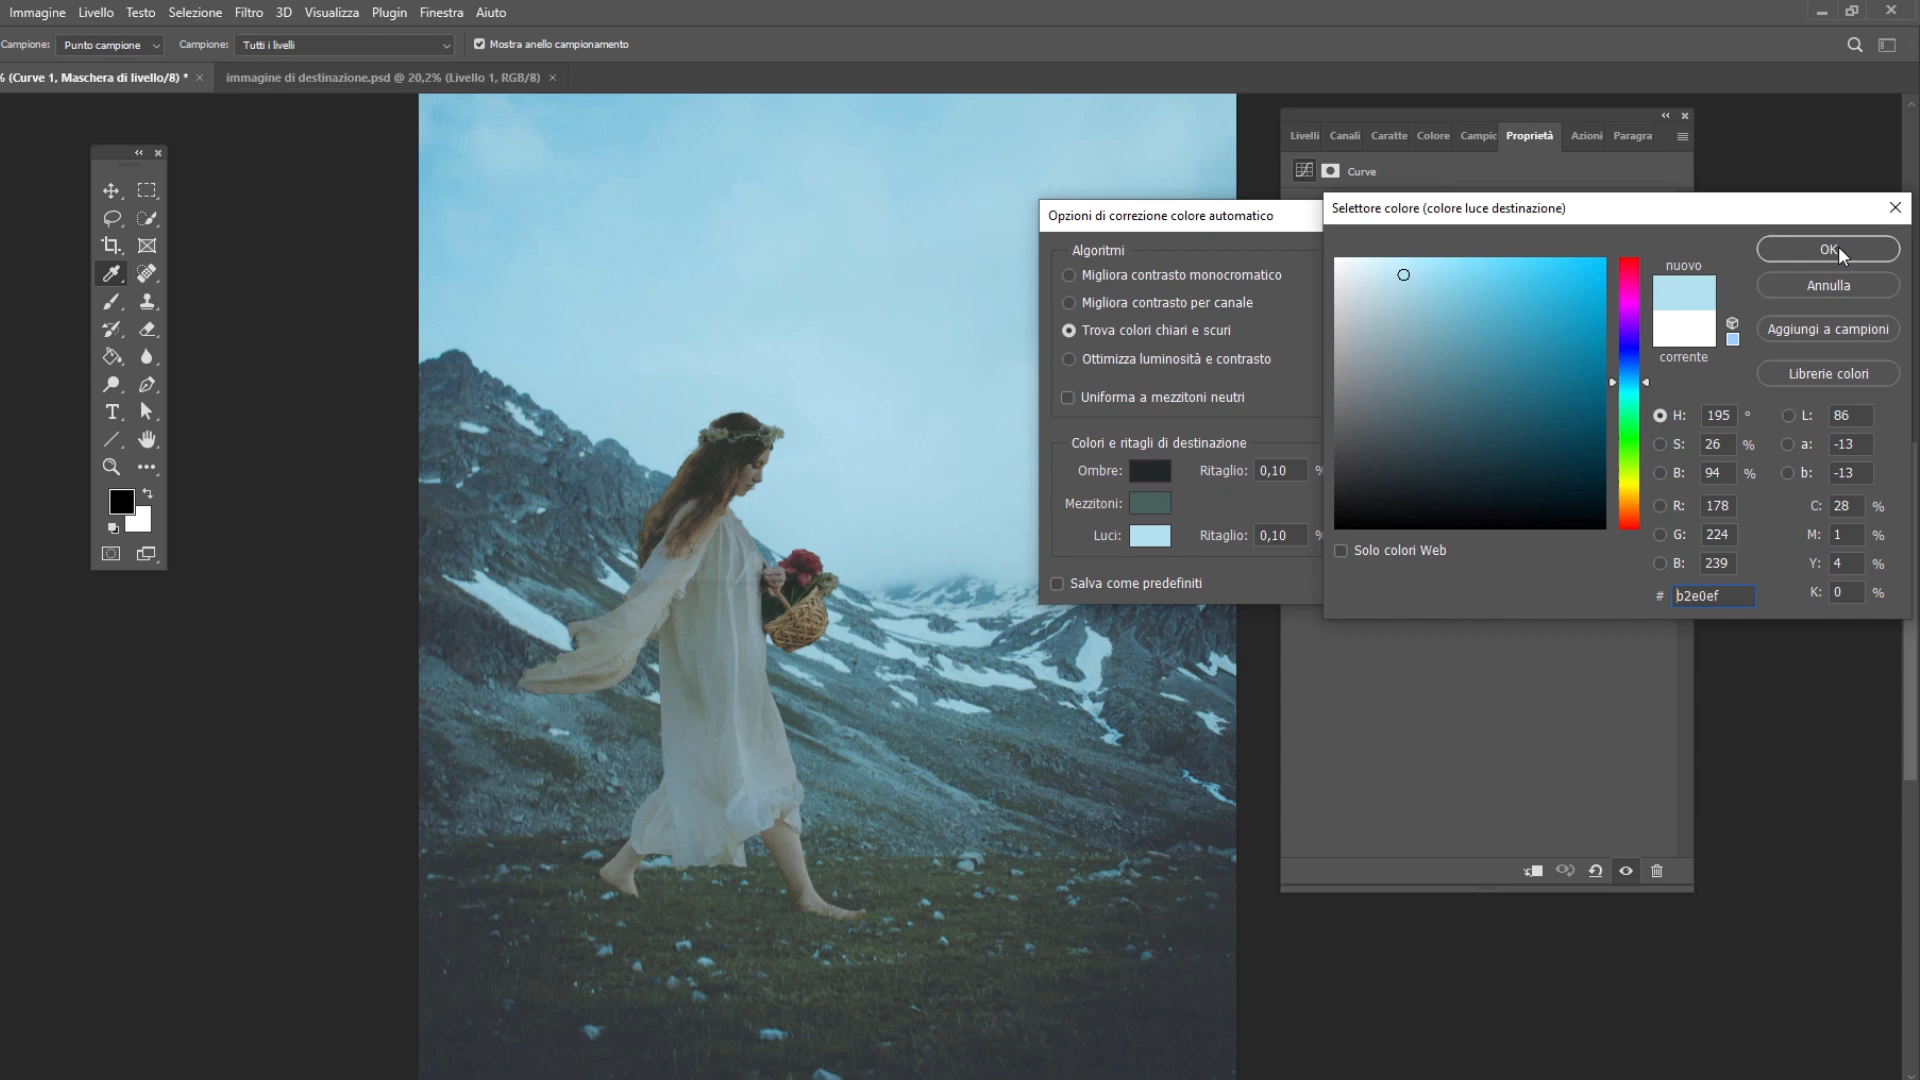 Immagine Livello Testo Selezione Filtro 3D Visualizza Plugin Finestra Aiuto
Campione: Punto campione Campione: Tutti i livelli Mostra anello campionamento
% (Curve 1, Maschera di livello/8) * immagine di destinazione.psd @ 20,2% (Livello 1, RGB/8)
Livelli Canali Caratte Colore Campic Proprietà Azioni Paragra
Curve
Opzioni di correzione colore automatico
Algoritmi
Migliora contrasto monocromatico
Migliora contrasto per canale
Trova colori chiari e scuri
Ottimizza luminosità e contrasto
Uniforma a mezzitoni neutri
Colori e ritagli di destinazione
Ombre: Ritaglio: 0,10 %
Mezzitoni:
Luci: Ritaglio: 0,10 %
Salva come predefiniti
Selettore colore (colore luce destinazione)
nuovo
corrente
OK
Annulla
Aggiungi a campioni
Librerie colori
H: 195 ° L: 86
S: 26 % a: -13
B: 94 % b: -13
R: 178 C: 28 %
G: 224 M: 1 %
B: 239 Y: 4 %
# b2e0ef K: 0 %
Solo colori Web